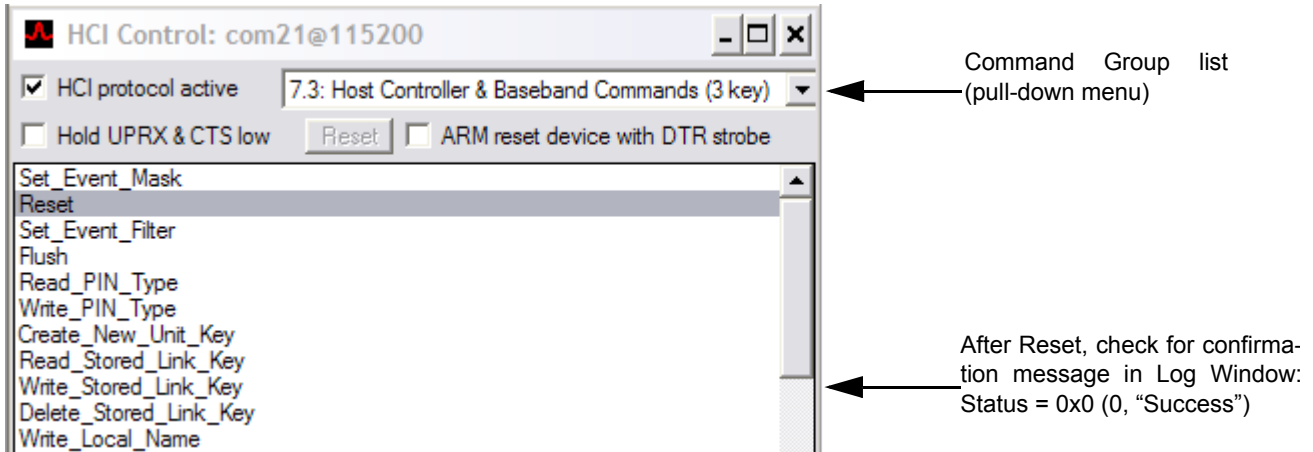 HCI Control: com21@115200
HCI protocol active
7.3: Host Controller & Baseband Commands (3 key)
Hold UPRX & CTS low
Reset
ARM reset device with DTR strobe
Set_Event_Mask
Reset
Set_Event_Filter
Flush
Read_PIN_Type
Write_PIN_Type
Create_New_Unit_Key
Read_Stored_Link_Key
Write_Stored_Link_Key
Delete_Stored_Link_Key
Write_Local_Name
Command Group list
(pull-down menu)
After Reset, check for confirma-
tion message in Log Window:
Status = 0x0 (0, “Success”)